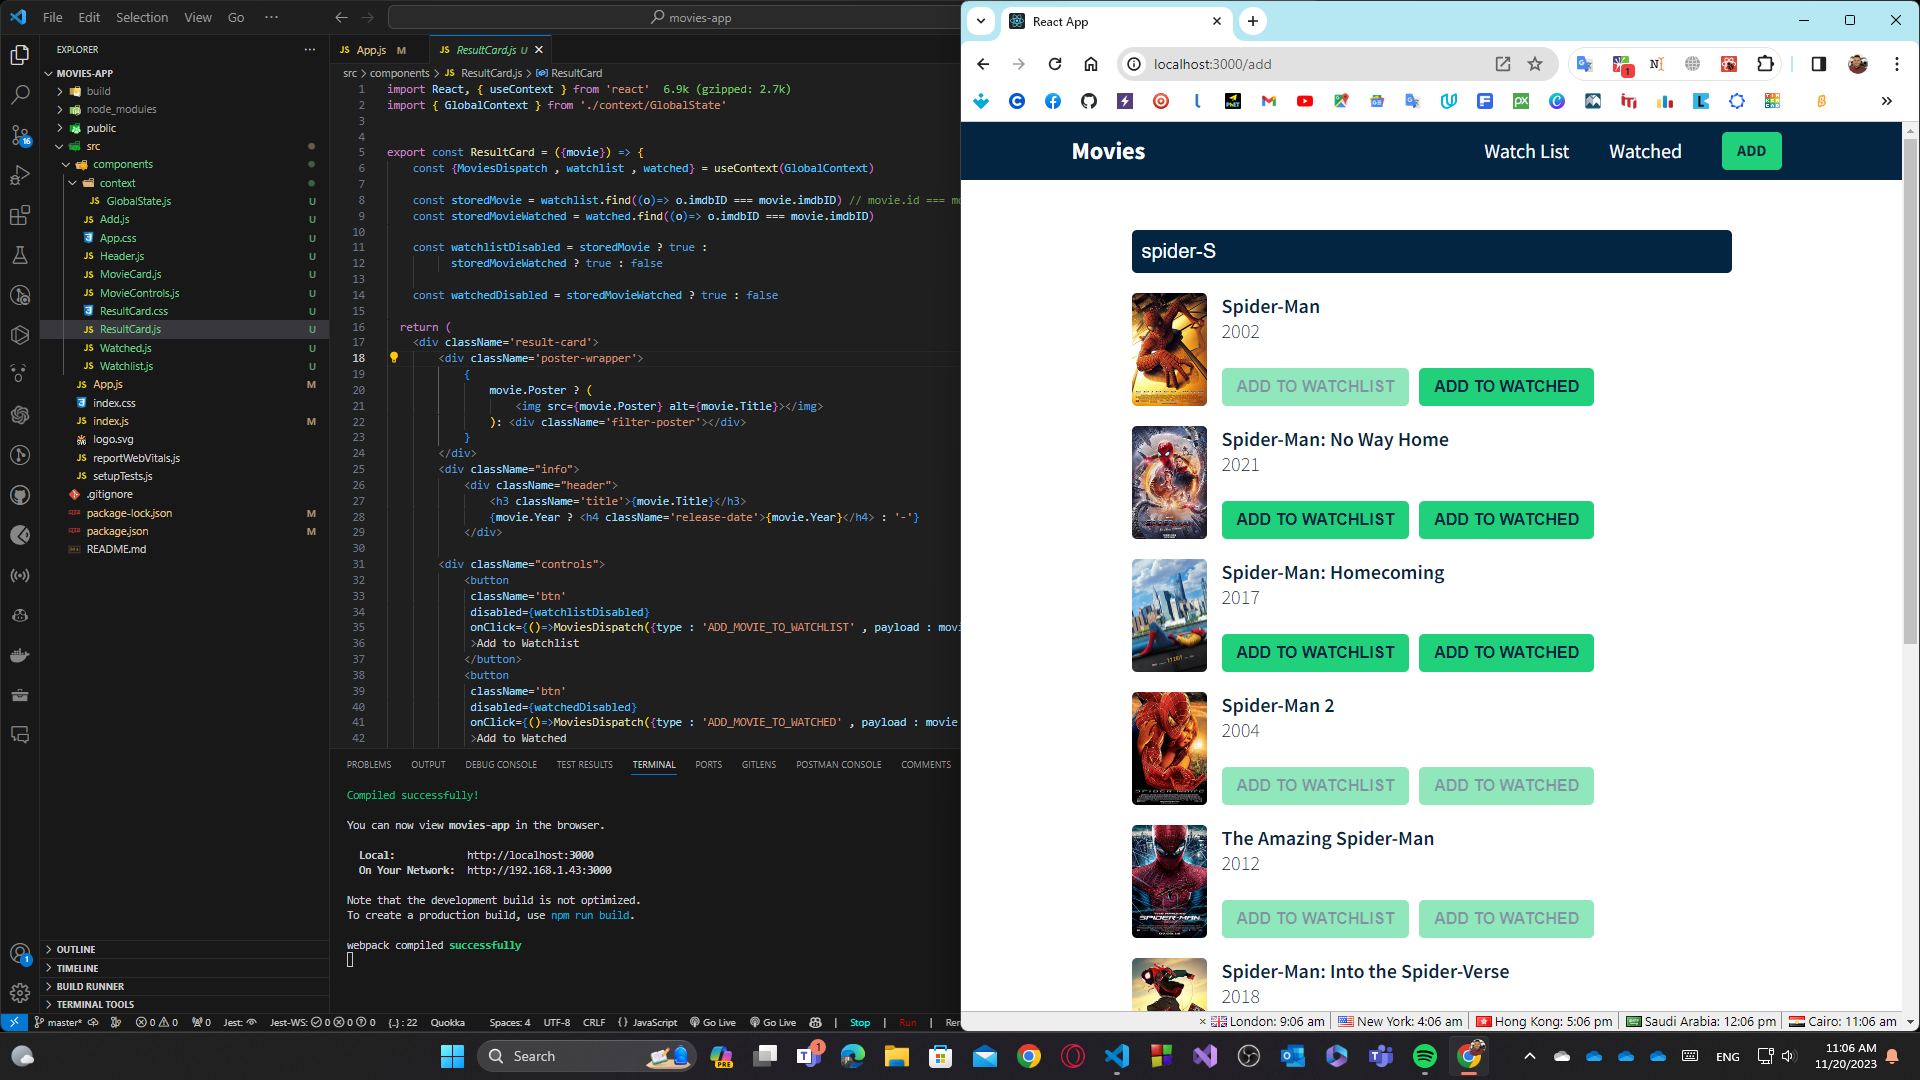 File Edit Selection View Go ···
movies-app
EXPLORER ···
MOVIES-APP
build
node_modules
public
src
components
context
JS GlobalState.js U
JS Add.js U
App.css U
JS Header.js U
JS MovieCard.js U
JS MovieControls.js U
ResultCard.css U
JS ResultCard.js U
JS Watched.js U
JS Watchlist.js U
JS App.js M
index.css
JS index.js M
logo.svg
JS reportWebVitals.js
JS setupTests.js
.gitignore
package-lock.json M
package.json M
README.md
OUTLINE
TIMELINE
BUILD RUNNER
TERMINAL TOOLS
16
1
JS App.js M JS ResultCard.js U
src > components > JS ResultCard.js > ResultCard
1 import React, { useContext } from 'react' 6.9k (gzipped: 2.7k)
2 import { GlobalContext } from './context/GlobalState'
3
4
5 export const ResultCard = ({movie}) => {
6 const {MoviesDispatch , watchlist , watched} = useContext(GlobalContext)
7
8 const storedMovie = watchlist.find((o)=> o.imdbID === movie.imdbID) // movie.id === m
9 const storedMovieWatched = watched.find((o)=> o.imdbID === movie.imdbID)
10
11 const watchlistDisabled = storedMovie ? true :
12 storedMovieWatched ? true : false
13
14 const watchedDisabled = storedMovieWatched ? true : false
15
16 return (
17 <div className='result-card'>
18 <div className='poster-wrapper'>
19 {
20 movie.Poster ? (
21 <img src={movie.Poster} alt={movie.Title}></img>
22 ): <div className='filter-poster'></div>
23 }
24 </div>
25 <div className="info">
26 <div className="header">
27 <h3 className='title'>{movie.Title}</h3>
28 {movie.Year ? <h4 className='release-date'>{movie.Year}</h4> : '-'}
29 </div>
30
31 <div className="controls">
32 <button
33 className='btn'
34 disabled={watchlistDisabled}
35 onClick={()=>MoviesDispatch({type : 'ADD_MOVIE_TO_WATCHLIST' , payload : movi
36 >Add to Watchlist
37 </button>
38 <button
39 className='btn'
40 disabled={watchedDisabled}
41 onClick={()=>MoviesDispatch({type : 'ADD_MOVIE_TO_WATCHED' , payload : movie
42 >Add to Watched
PROBLEMS OUTPUT DEBUG CONSOLE TEST RESULTS TERMINAL PORTS GITLENS POSTMAN CONSOLE COMMENTS
Compiled successfully!
You can now view movies-app in the browser.
Local: http://localhost:3000
On Your Network: http://192.168.1.43:3000
Note that the development build is not optimized.
To create a production build, use npm run build.
webpack compiled successfully
master* 0 0 0 Jest: Jest-WS: 0 0 0 {..} : 22 Quokka Spaces: 4 UTF-8 CRLF {} JavaScript Go Live Go Live | Stop | Run | Rer
React App
localhost:3000/add
1
Movies
Watch List Watched ADD
spider-S
Spider-Man
2002
ADD TO WATCHLIST ADD TO WATCHED
Spider-Man: No Way Home
2021
ADD TO WATCHLIST ADD TO WATCHED
Spider-Man: Homecoming
2017
ADD TO WATCHLIST ADD TO WATCHED
Spider-Man 2
2004
ADD TO WATCHLIST ADD TO WATCHED
The Amazing Spider-Man
2012
ADD TO WATCHLIST ADD TO WATCHED
Spider-Man: Into the Spider-Verse
2018
London: 9:06 am New York: 4:06 am Hong Kong: 5:06 pm Saudi Arabia: 12:06 pm Cairo: 11:06 am
Search PRE 1 ENG 11:06 AM
11/20/2023